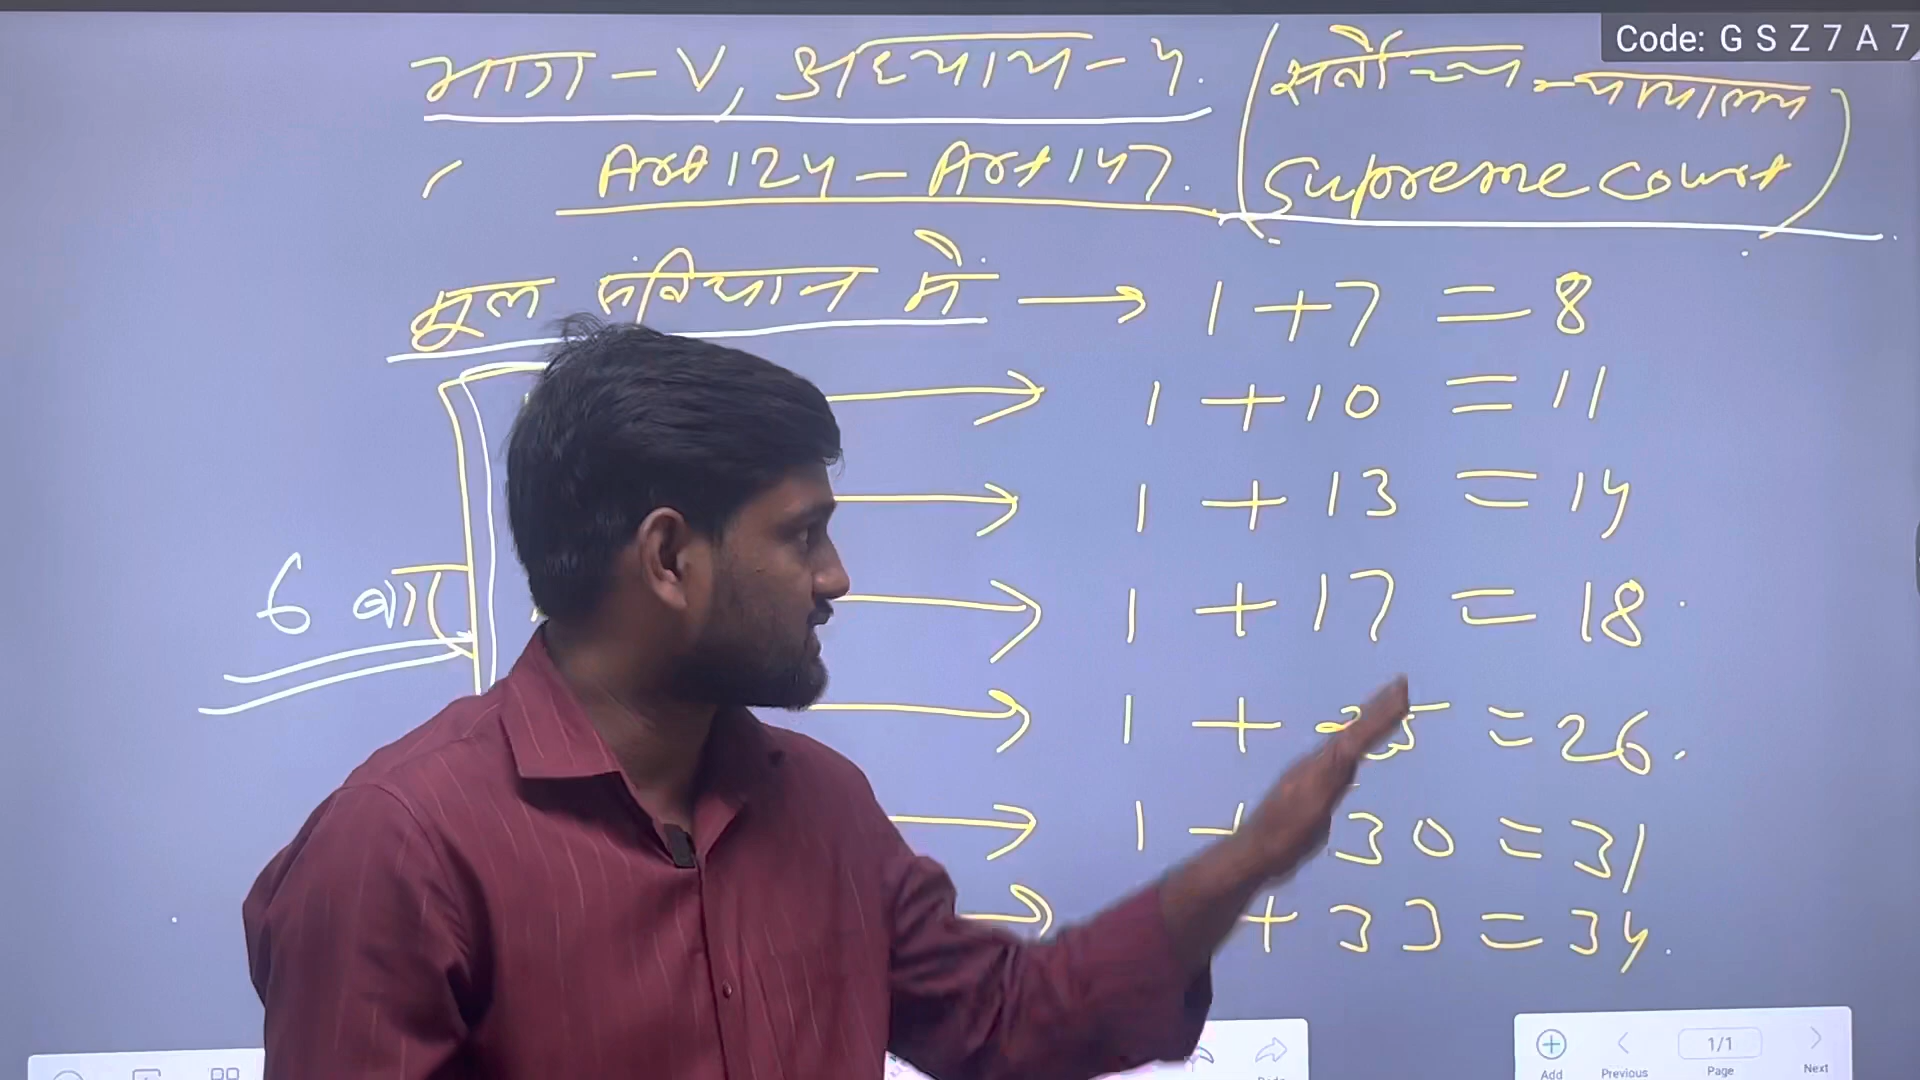 Code: G S Z 7 A 7
भाग - V, अध्याय - 4. (सर्वोच्च न्यायालय
Art 124 - Art 147. Supreme court)
मूल संविधान में → 1 + 7 = 8
→ 1 + 10 = 11
→ 1 + 13 = 14
6 बार → 1 + 17 = 18
→ 1 + 25 = 26
→ 1 + 30 = 31
→ + 33 = 34
Add Previous 1/1 Page Next